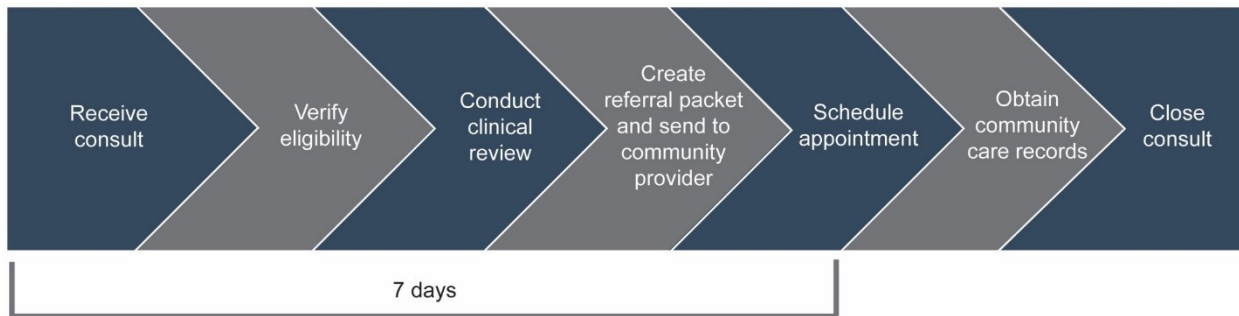 Receive
consult
Verify
eligibility
Conduct
clinical
review
Create
referral packet
and send to
community
provider
Schedule
appointment
Obtain
community
care records
Close
consult
7 days